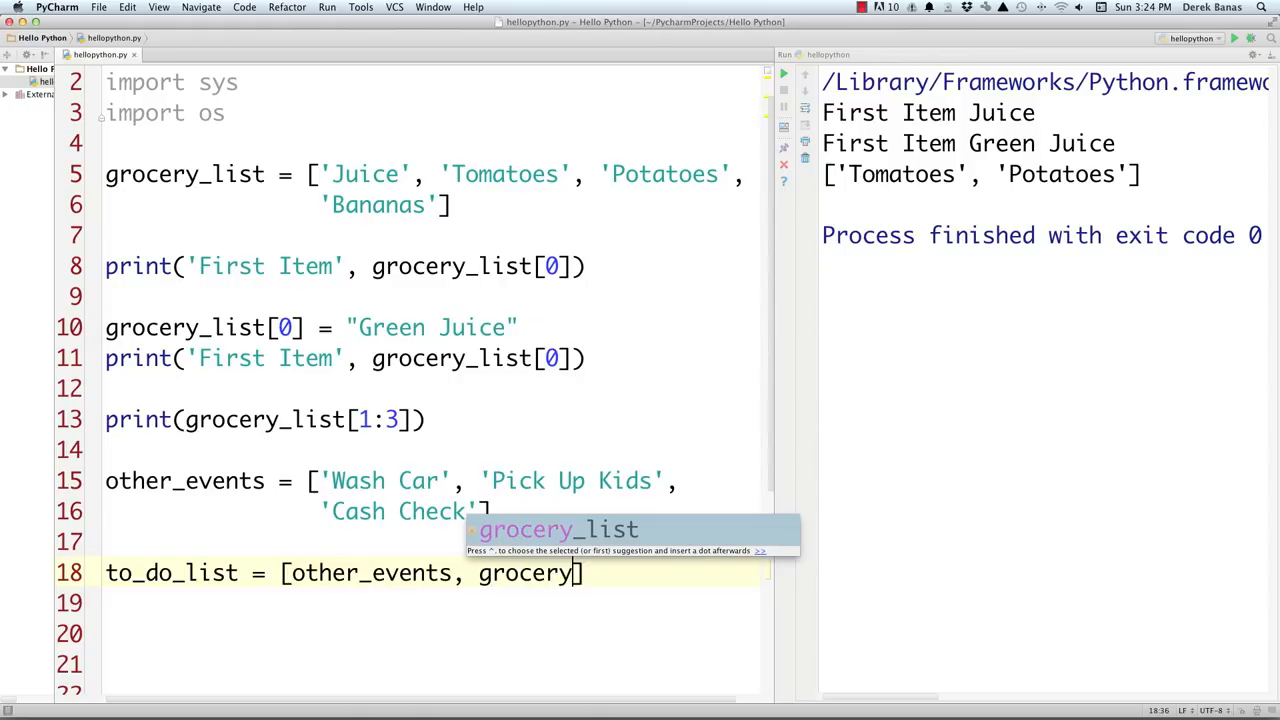 PyCharm File Edit View Navigate Code Refactor Run Tools VCS Window Help 10 Sun 3:24 PM Derek Banas
hellopython.py – Hello Python – [~/PycharmProjects/Hello Python]
Hello Python hellopython.py hellopython
hellopython.py Run hellopython
Hello F
hello
Extern
2 import sys
3 import os
4
5 grocery_list = ['Juice', 'Tomatoes', 'Potatoes',
6 'Bananas']
7
8 print('First Item', grocery_list[0])
9
10 grocery_list[0] = "Green Juice"
11 print('First Item', grocery_list[0])
12
13 print(grocery_list[1:3])
14
15 other_events = ['Wash Car', 'Pick Up Kids',
16 'Cash Check']
17
grocery_list
Press ^. to choose the selected (or first) suggestion and insert a dot afterwards >>
18 to_do_list = [other_events, grocery]
19
20
21
22
/Library/Frameworks/Python.framewo
First Item Juice
First Item Green Juice
['Tomatoes', 'Potatoes']
Process finished with exit code 0
18:36 LF UTF-8